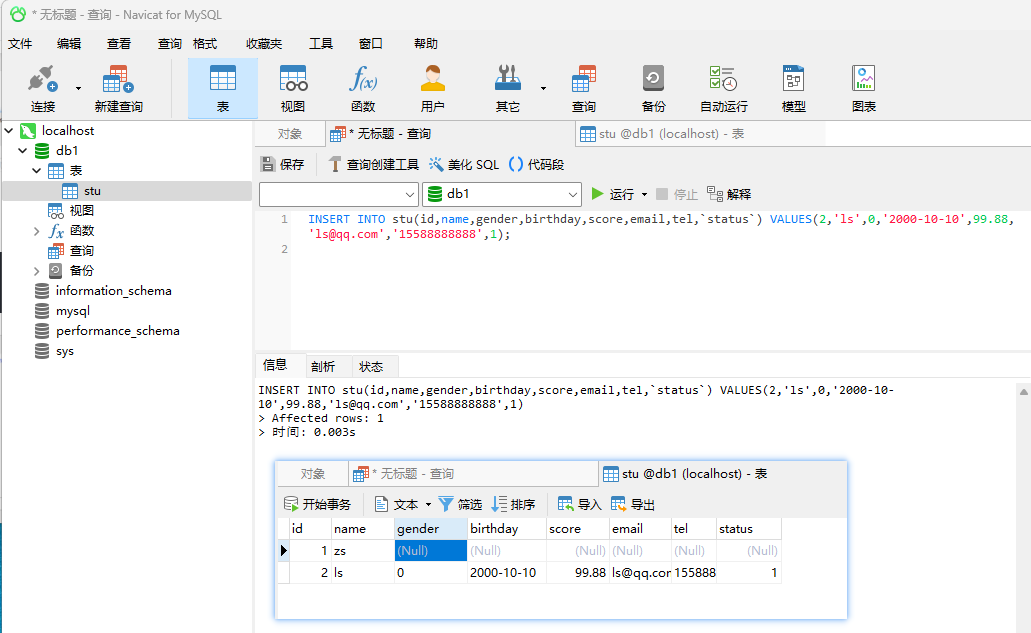 * 无标题 - 查询 - Navicat for MySQL
文件 编辑 查看 查询 格式 收藏夹 工具 窗口 帮助
连接 新建查询 表 视图 函数 用户 其它 查询 备份 自动运行 模型 图表
localhost
db1
表
stu
视图
函数
查询
备份
information_schema
mysql
performance_schema
sys
对象 * 无标题 - 查询 stu @db1 (localhost) - 表
保存 查询创建工具 美化 SQL 代码段
db1 运行 停止 解释
1 INSERT INTO stu(id,name,gender,birthday,score,email,tel,`status`) VALUES(2,'ls',0,'2000-10-10',99.88,
'ls@qq.com','15588888888',1);
2
信息 剖析 状态
INSERT INTO stu(id,name,gender,birthday,score,email,tel,`status`) VALUES(2,'ls',0,'2000-10-
10',99.88,'ls@qq.com','15588888888',1)
> Affected rows: 1
> 时间: 0.003s
对象 * 无标题 - 查询 stu @db1 (localhost) - 表
开始事务 文本 筛选 排序 导入 导出
id name gender birthday score email tel status
1 zs (Null) (Null) (Null) (Null) (Null) (Null)
2 ls 0 2000-10-10 99.88 ls@qq.cor 155888 1